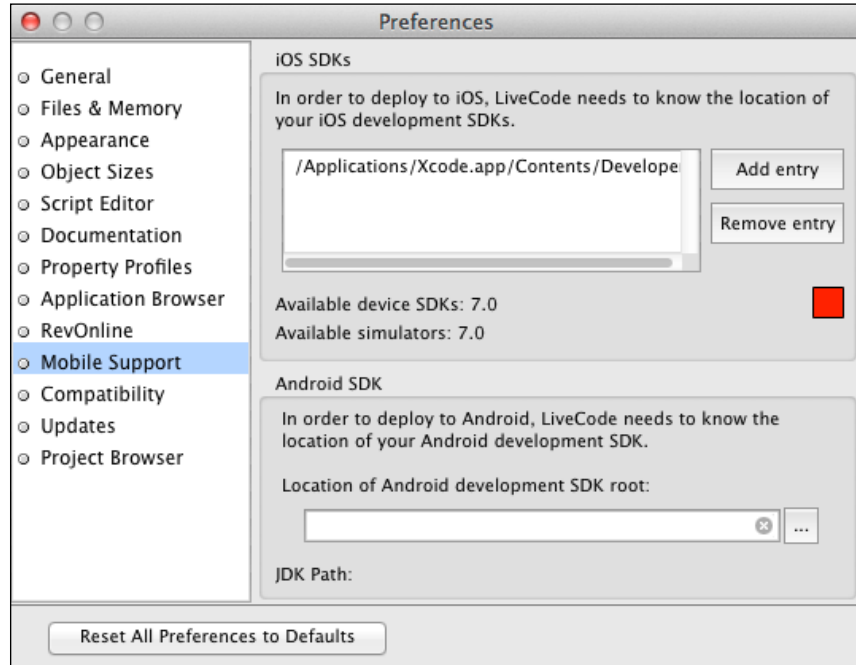 Preferences
General
Files & Memory
Appearance
Object Sizes
Script Editor
Documentation
Property Profiles
Application Browser
RevOnline
Mobile Support
Compatibility
Updates
Project Browser
iOS SDKs
In order to deploy to iOS, LiveCode needs to know the location of
your iOS development SDKs.
/Applications/Xcode.app/Contents/Develope
Add entry
Remove entry
Available device SDKs: 7.0
Available simulators: 7.0
Android SDK
In order to deploy to Android, LiveCode needs to know the
location of your Android development SDK.
Location of Android development SDK root:
...
JDK Path:
Reset All Preferences to Defaults